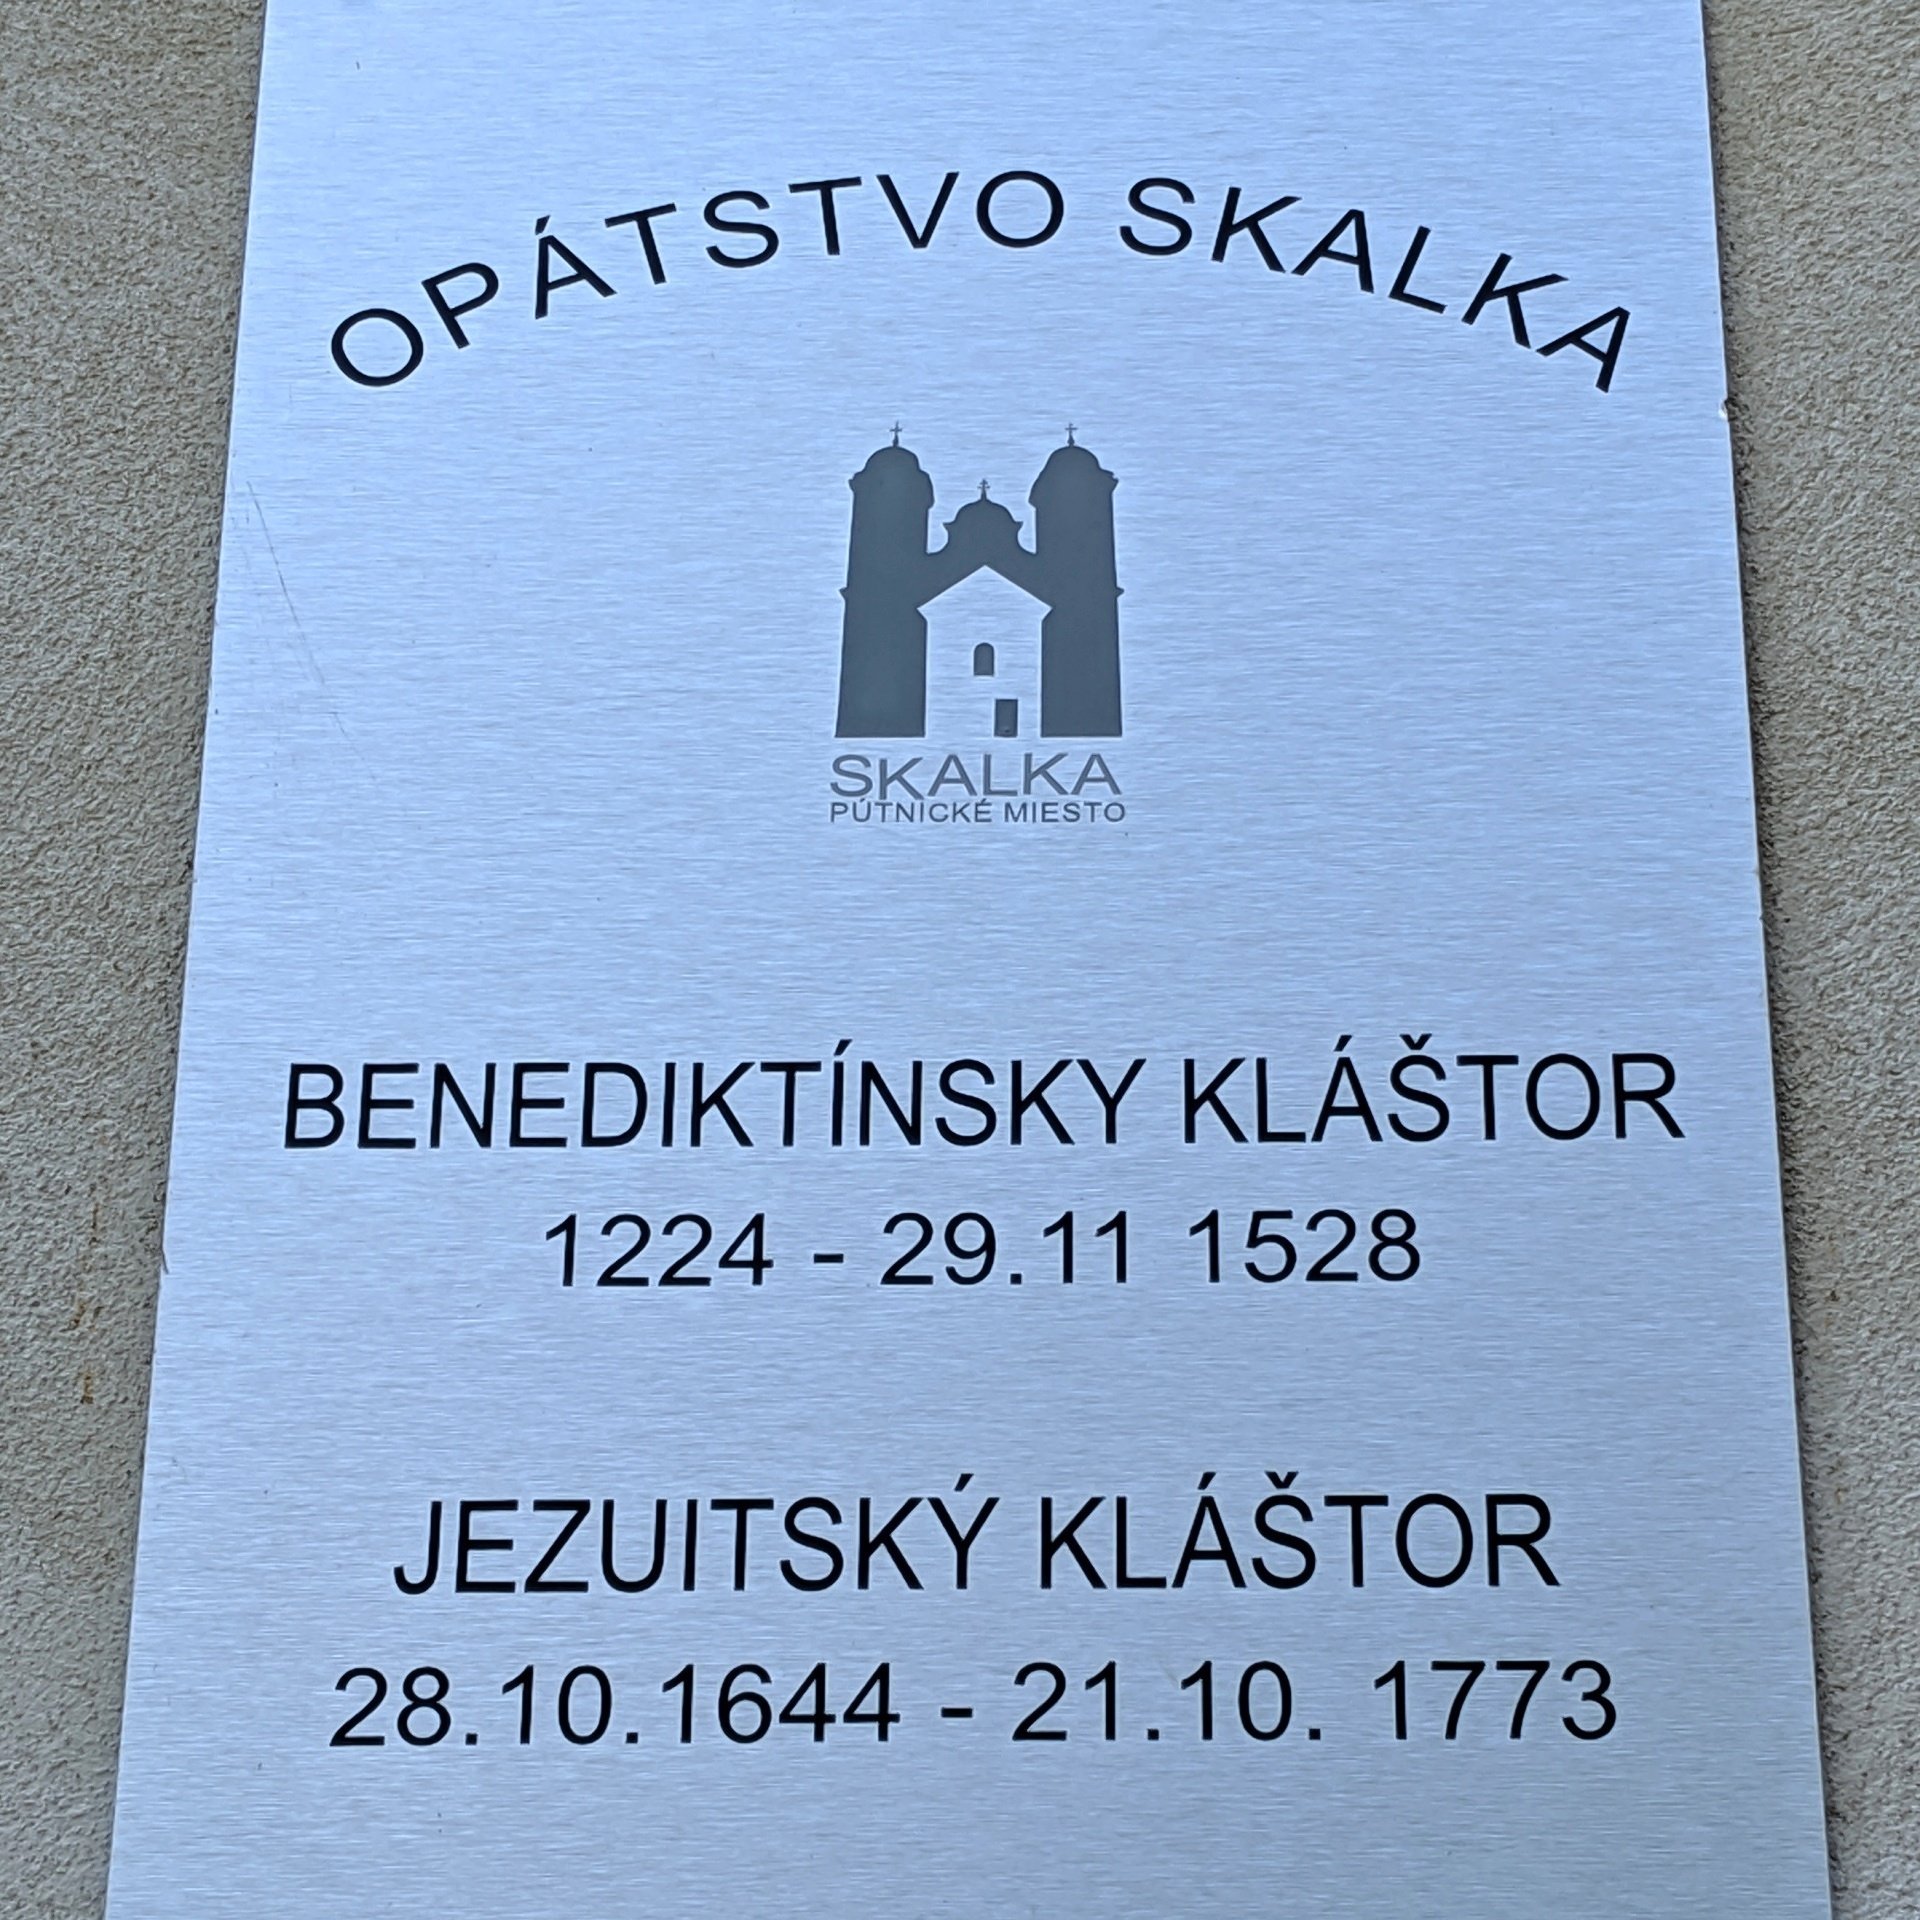 OPÁTSTVO SKALKA
SKALKA
PÚTNICKÉ MIESTO
BENEDIKTÍNSKY KLÁŠTOR
1224 - 29.11 1528
JEZUITSKÝ KLÁŠTOR
28.10.1644 - 21.10. 1773